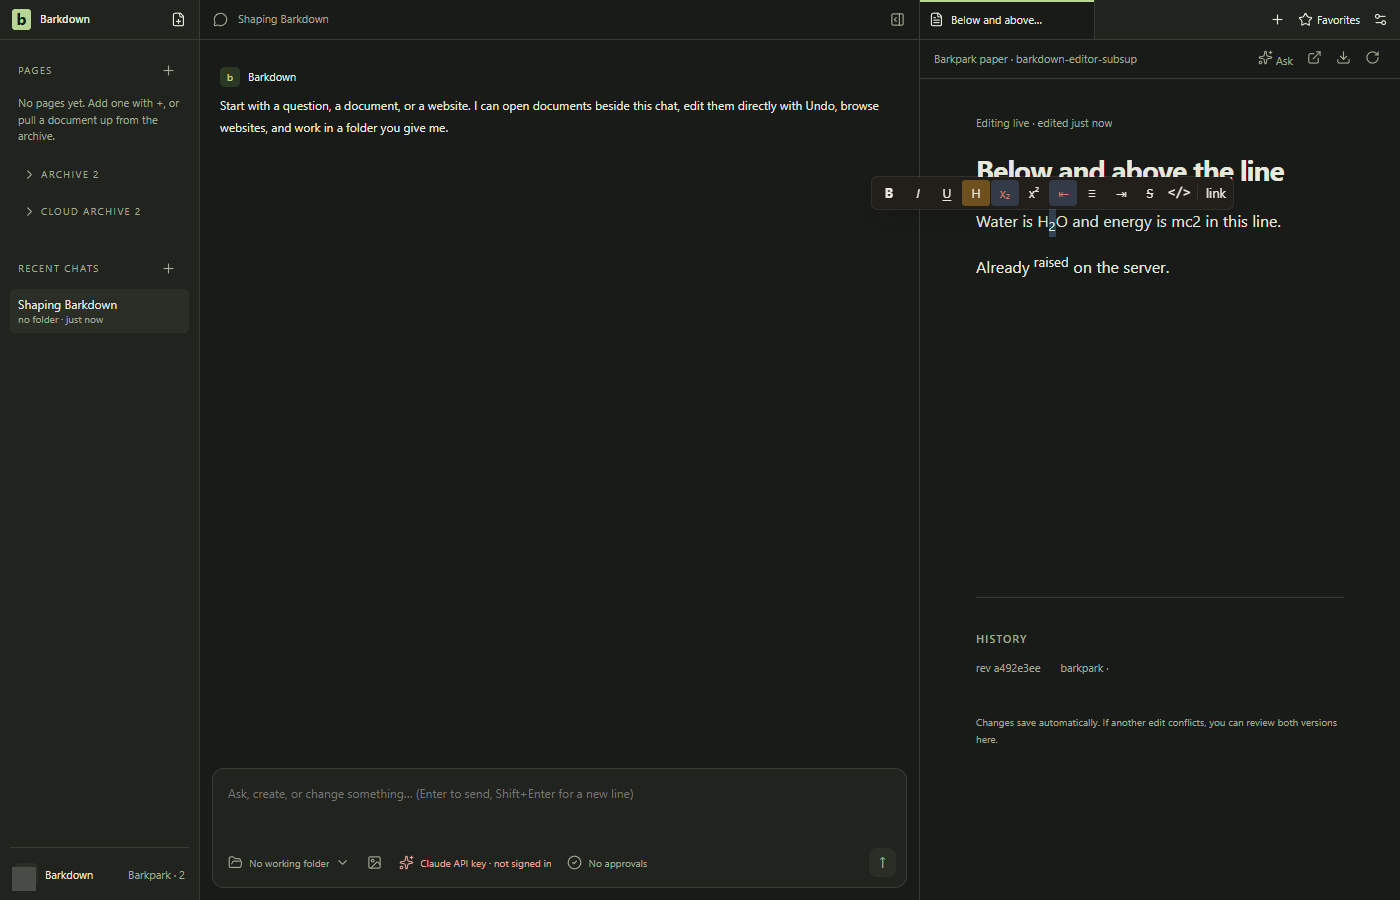 b Barkdown
PAGES
No pages yet. Add one with +, or
pull a document up from the
archive.
ARCHIVE 2
CLOUD ARCHIVE 2
RECENT CHATS
Shaping Barkdown
no folder · just now
Barkdown Barkpark · 2
Shaping Barkdown
b Barkdown
Start with a question, a document, or a website. I can open documents beside this chat, edit them directly with Undo, browse
websites, and work in a folder you give me.
Ask, create, or change something... (Enter to send, Shift+Enter for a new line)
No working folder Claude API key · not signed in No approvals
Below and above... Favorites
Barkpark paper · barkdown-editor-subsup Ask
Editing live · edited just now
Below and above the line
B I U H x₂ x² S </> link
Water is H₂O and energy is mc2 in this line.
Already raised on the server.
HISTORY
rev a492e3ee barkpark ·
Changes save automatically. If another edit conflicts, you can review both versions
here.